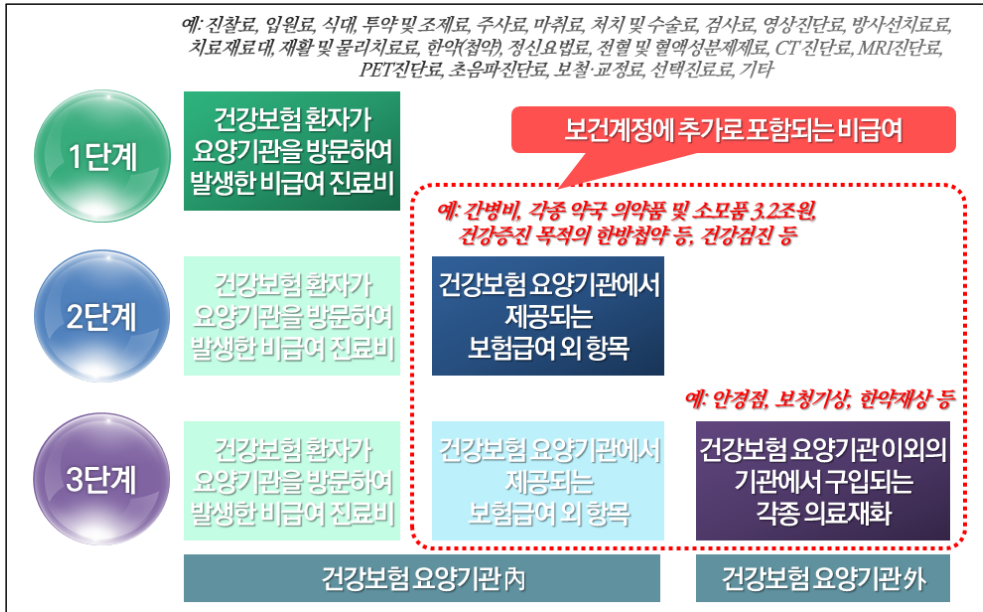 예: 진찰료, 입원료, 식대, 투약 및 조제료, 주사료, 마취료, 처치 및 수술료, 검사료, 영상진단료, 방사선치료료,
치료재료대, 재활 및 물리치료료, 한약(첩약), 정신요법료, 전혈 및 혈액성분제제료, CT 진단료, MRI진단료,
PET진단료, 초음파진단료, 보철·교정료, 선택진료료, 기타
1단계
건강보험 환자가
요양기관을 방문하여
발생한 비급여 진료비
보건계정에 추가로 포함되는 비급여
예: 간병비, 각종 약국 의약품 및 소모품 3.2조원,
건강증진 목적의 한방첩약 등, 건강검진 등
2단계
건강보험 환자가
요양기관을 방문하여
발생한 비급여 진료비
건강보험 요양기관에서
제공되는
보험급여 외 항목
예: 안경점, 보청기상, 한약재상 등
3단계
건강보험 환자가
요양기관을 방문하여
발생한 비급여 진료비
건강보험 요양기관에서
제공되는
보험금여 외 항목
건강보험 요양기관 이외의
기관에서 구입되는
각종 의료재화
건강보험 요양기관 內
건강보험 요양기관 外